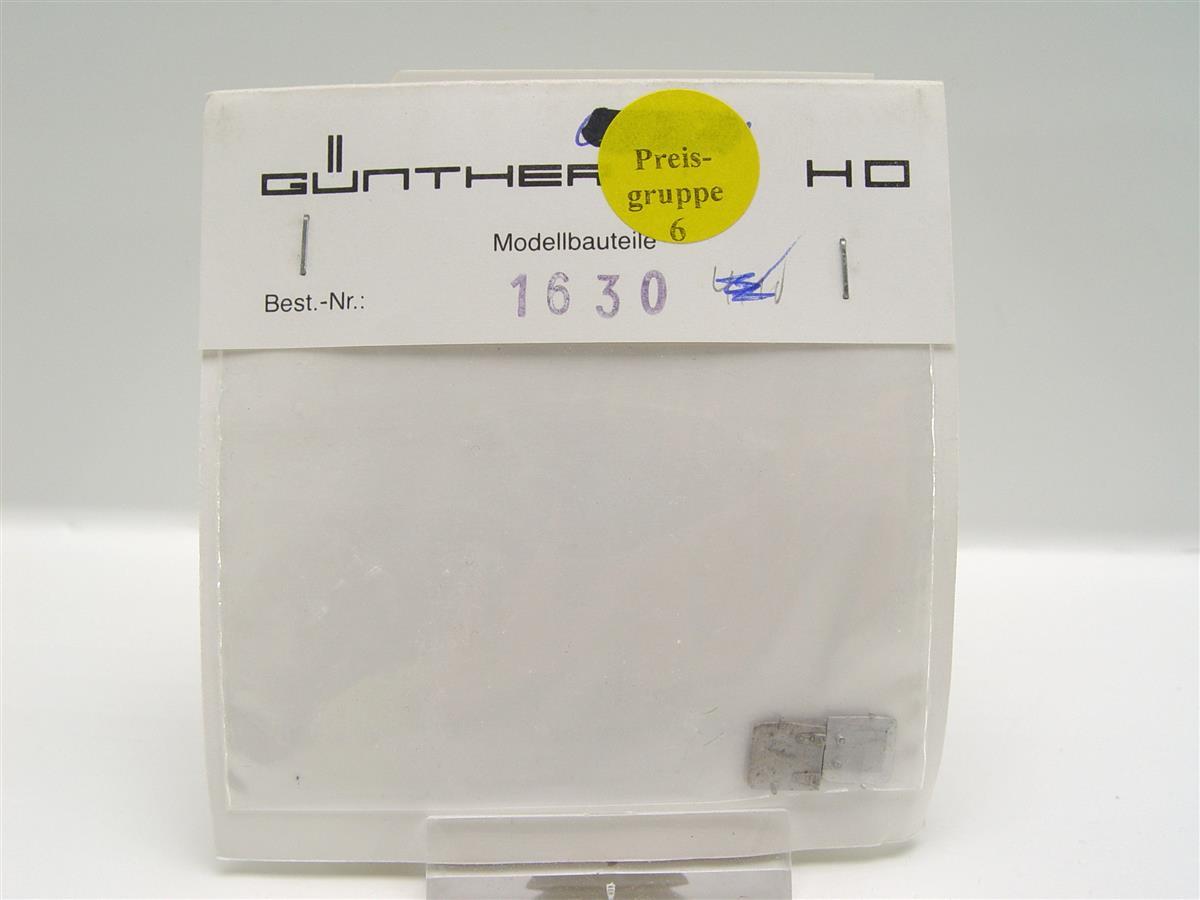 GÜNTHER HO
Preis-
gruppe
6
Modellbauteile
Best.-Nr.: 1630